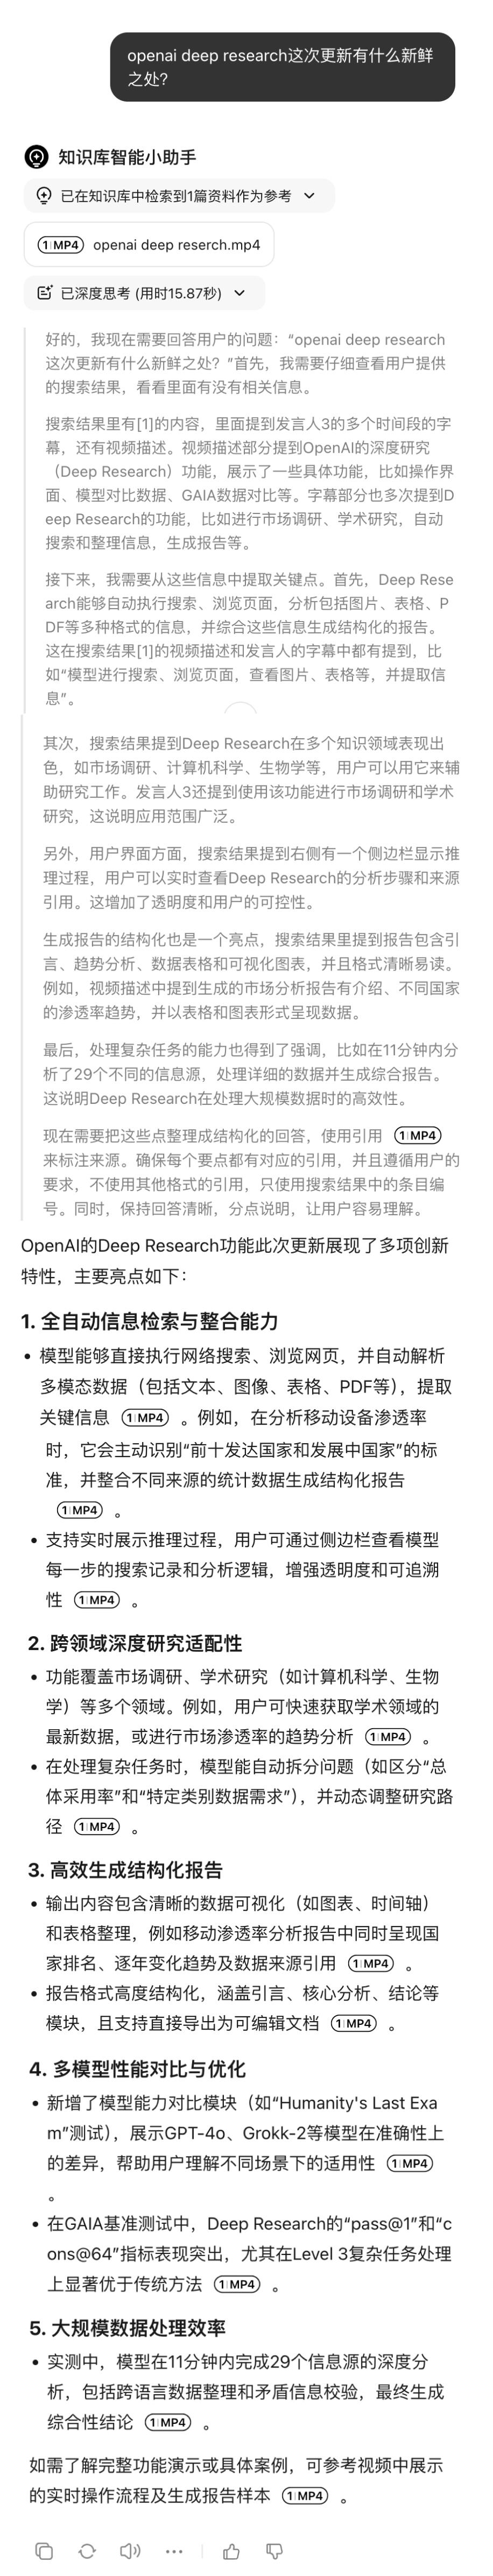 openai deep research这次更新有什么新鲜
之处?
知识库智能小助手
已在知识库中检索到1篇资料作为参考
1 MP4 openai deep reserch.mp4
已深度思考 (用时15.87秒)
好的，我现在需要回答用户的问题：“openai deep research
这次更新有什么新鲜之处？”首先，我需要仔细查看用户提供
的搜索结果，看看里面有没有相关信息。
搜索结果里有[1]的内容，里面提到发言人3的多个时间段的字
幕，还有视频描述。视频描述部分提到OpenAI的深度研究
（Deep Research）功能，展示了一些具体功能，比如操作界
面、模型对比数据、GAIA数据对比等。字幕部分也多次提到D
eep Research的功能，比如进行市场调研、学术研究，自动
搜索和整理信息，生成报告等。
接下来，我需要从这些信息中提取关键点。首先，Deep Rese
arch能够自动执行搜索、浏览页面，分析包括图片、表格、P
DF等多种格式的信息，并综合这些信息生成结构化的报告。
这在搜索结果[1]的视频描述和发言人的字幕中都有提到，比
如“模型进行搜索、浏览页面，查看图片、表格等，并提取信
息”。
其次，搜索结果提到Deep Research在多个知识领域表现出
色，如市场调研、计算机科学、生物学等，用户可以用它来辅
助研究工作。发言人3还提到使用该功能进行市场调研和学术
研究，这说明应用范围广泛。
另外，用户界面方面，搜索结果提到右侧有一个侧边栏显示推
理过程，用户可以实时查看Deep Research的分析步骤和来源
引用。这增加了透明度和用户的可控性。
生成报告的结构化也是一个亮点，搜索结果里提到报告包含引
言、趋势分析、数据表格和可视化图表，并且格式清晰易读。
例如，视频描述中提到生成的市场分析报告有介绍、不同国家
的渗透率趋势，并以表格和图表形式呈现数据。
最后，处理复杂任务的能力也得到了强调，比如在11分钟内分
析了29个不同的信息源，处理详细的数据并生成综合报告。
这说明Deep Research在处理大规模数据时的高效性。
现在需要把这些点整理成结构化的回答，使用引用 1 MP4
来标注来源。确保每个要点都有对应的引用，并且遵循用户的
要求，不使用其他格式的引用，只使用搜索结果中的条目编
号。同时，保持回答清晰，分点说明，让用户容易理解。
OpenAI的Deep Research功能此次更新展现了多项创新
特性，主要亮点如下：
1. 全自动信息检索与整合能力
• 模型能够直接执行网络搜索、浏览网页，并自动解析
多模态数据（包括文本、图像、表格、PDF等），提取
关键信息 1 MP4 。例如，在分析移动设备渗透率
时，它会主动识别“前十发达国家和发展中国家”的标
准，并整合不同来源的统计数据生成结构化报告
1 MP4 。
• 支持实时展示推理过程，用户可通过侧边栏查看模型
每一步的搜索记录和分析逻辑，增强透明度和可追溯
性 1 MP4 。
2. 跨领域深度研究适配性
• 功能覆盖市场调研、学术研究（如计算机科学、生物
学）等多个领域。例如，用户可快速获取学术领域的
最新数据，或进行市场渗透率的趋势分析 1 MP4 。
• 在处理复杂任务时，模型能自动拆分问题（如区分“总
体采用率”和“特定类别数据需求”），并动态调整研究路
径 1 MP4 。
3. 高效生成结构化报告
• 输出内容包含清晰的数据可视化（如图表、时间轴）
和表格整理，例如移动渗透率分析报告中同时呈现国
家排名、逐年变化趋势及数据来源引用 1 MP4 。
• 报告格式高度结构化，涵盖引言、核心分析、结论等
模块，且支持直接导出为可编辑文档 1 MP4 。
4. 多模型性能对比与优化
• 新增了模型能力对比模块（如“Humanity's Last Exa
m”测试），展示GPT-4o、Grokk-2等模型在准确性上
的差异，帮助用户理解不同场景下的适用性 1 MP4
。
• 在GAIA基准测试中，Deep Research的“pass@1”和“c
ons@64”指标表现突出，尤其在Level 3复杂任务处理
上显著优于传统方法 1 MP4 。
5. 大规模数据处理效率
• 实测中，模型在11分钟内完成29个信息源的深度分
析，包括跨语言数据整理和矛盾信息校验，最终生成
综合性结论 1 MP4 。
如需了解完整功能演示或具体案例，可参考视频中展示
的实时操作流程及生成报告样本 1 MP4 。